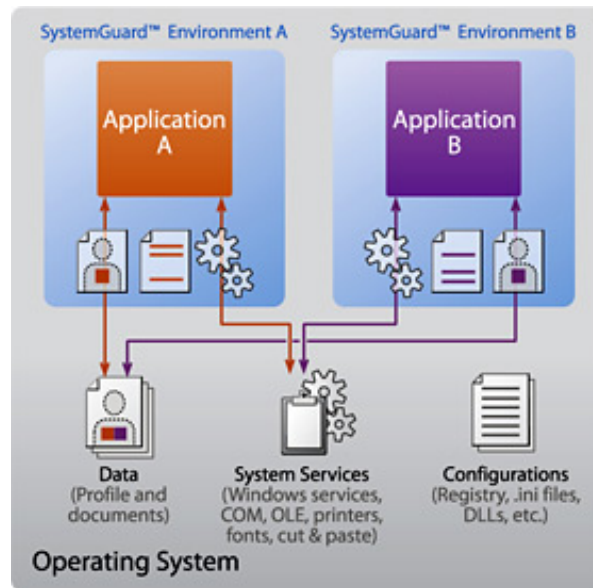 SystemGuard™ Environment A
SystemGuard™ Environment B
Application
A
Application
B
Data
(Profile and
documents)
System Services
(Windows services,
COM, OLE, printers,
fonts, cut & paste)
Configurations
(Registry, .ini files,
DLLs, etc.)
Operating System